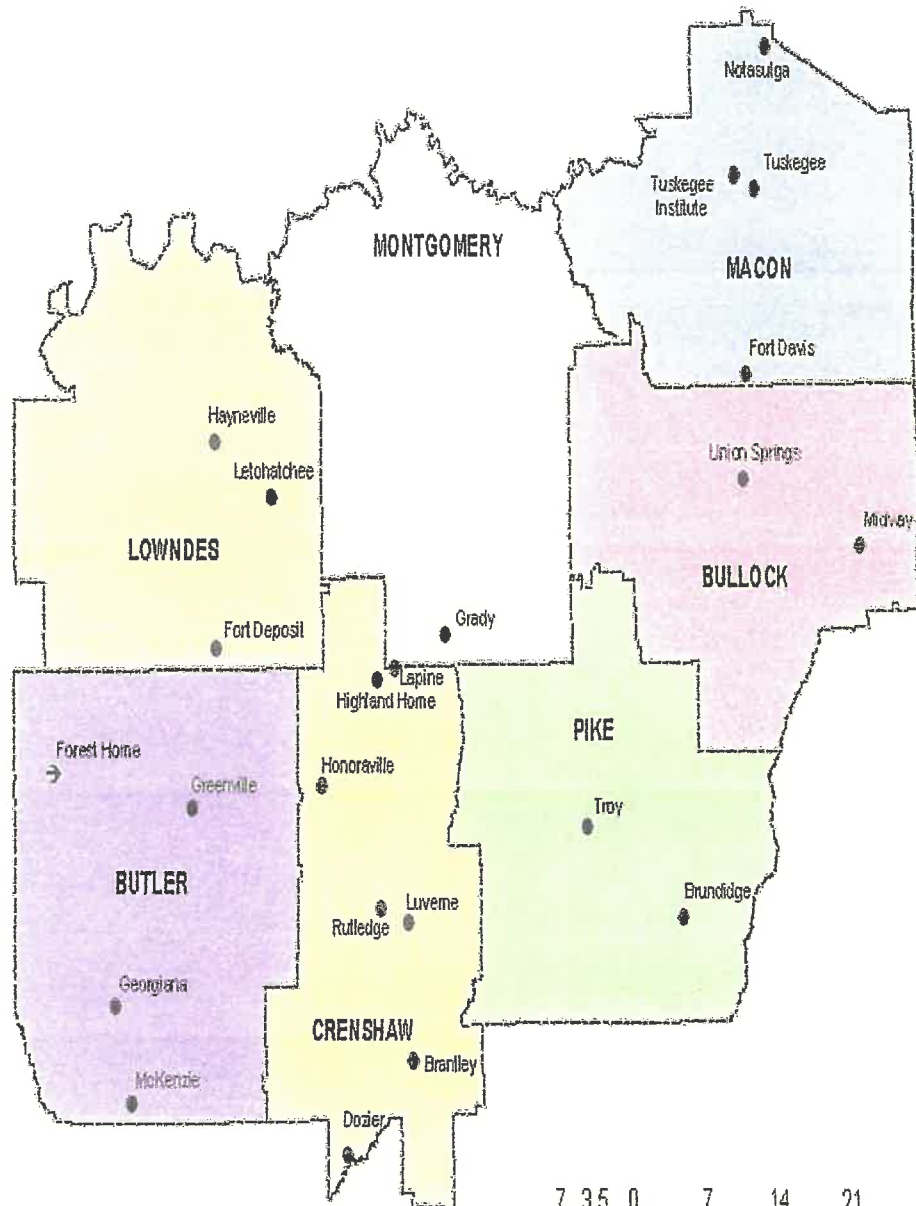 Notasulga
Tuskegee
Tuskegee
Institute
MONTGOMERY
MACON
Fort Davis
Hayneville
Union Springs
Letohatchee
Midway
LOWNDES
BULLOCK
Grady
Fort Deposit
Lapine
Highland Home
PIKE
Forest Home
Honoraville
Greenville
Troy
BUTLER
Brundidge
Luverne
Rutledge
Georgiana
CRENSHAW
Brantley
McKenzie
Dozier
7 3.5 0 7 14 21